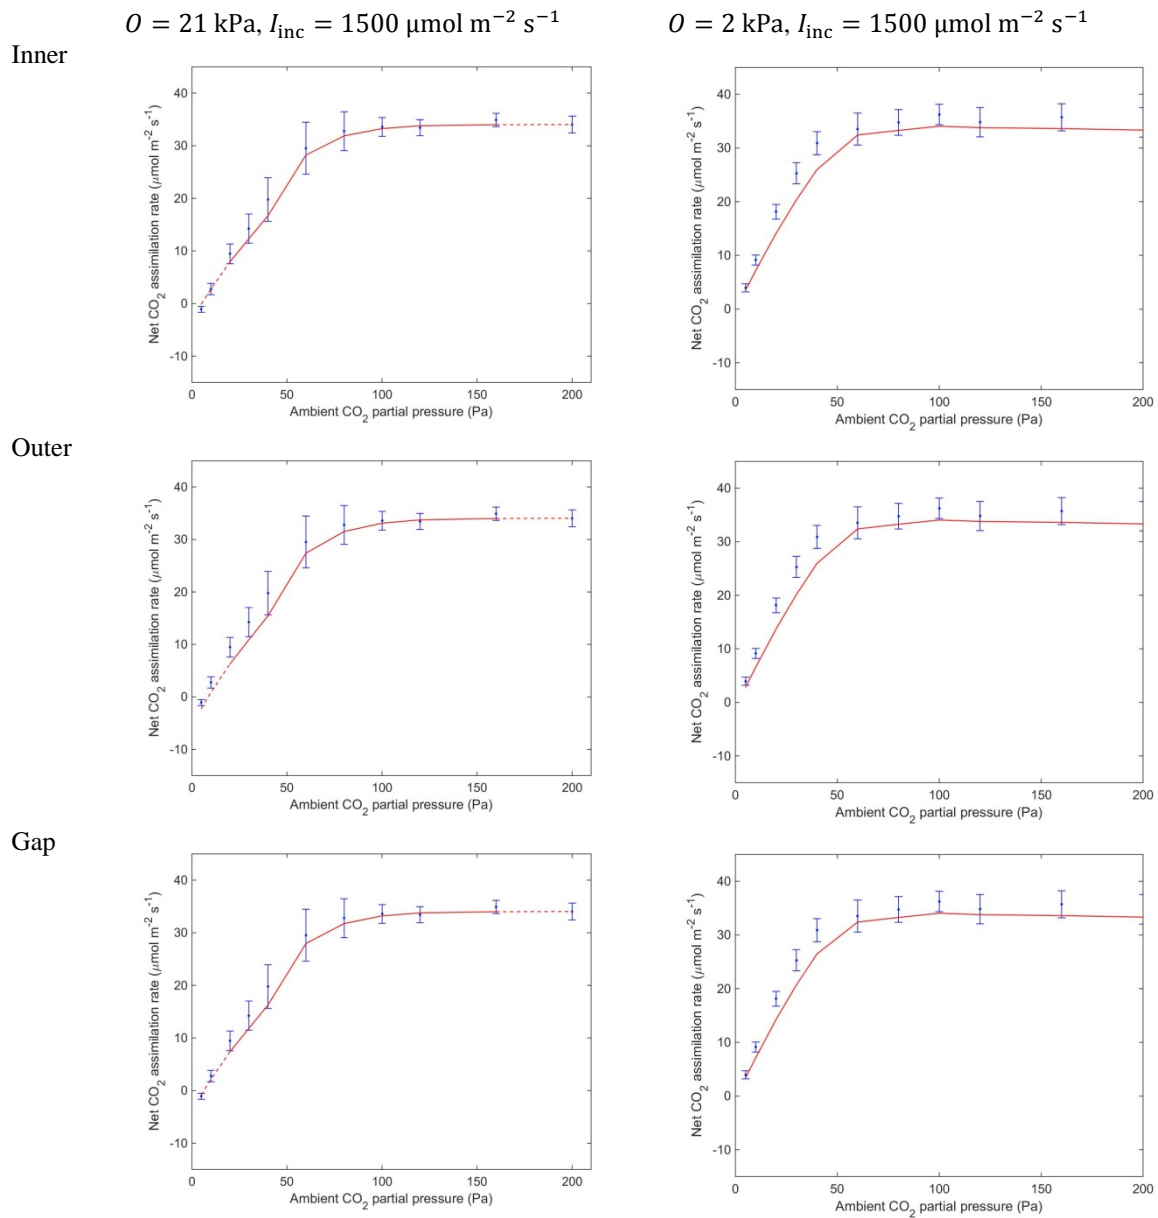 O = 21 kPa, I_inc = 1500 μmol m⁻² s⁻¹
O = 2 kPa, I_inc = 1500 μmol m⁻² s⁻¹
Inner
Net CO₂ assimilation rate (μmol m⁻² s⁻¹)
40
30
20
10
0
-10
0 50 100 150 200
Ambient CO₂ partial pressure (Pa)
Net CO₂ assimilation rate (μmol m⁻² s⁻¹)
40
30
20
10
0
-10
0 50 100 150 200
Ambient CO₂ partial pressure (Pa)
Outer
Net CO₂ assimilation rate (μmol m⁻² s⁻¹)
40
30
20
10
0
-10
0 50 100 150 200
Ambient CO₂ partial pressure (Pa)
Net CO₂ assimilation rate (μmol m⁻² s⁻¹)
40
30
20
10
0
-10
0 50 100 150 200
Ambient CO₂ partial pressure (Pa)
Gap
Net CO₂ assimilation rate (μmol m⁻² s⁻¹)
40
30
20
10
0
-10
0 50 100 150 200
Ambient CO₂ partial pressure (Pa)
Net CO₂ assimilation rate (μmol m⁻² s⁻¹)
40
30
20
10
0
-10
0 50 100 150 200
Ambient CO₂ partial pressure (Pa)